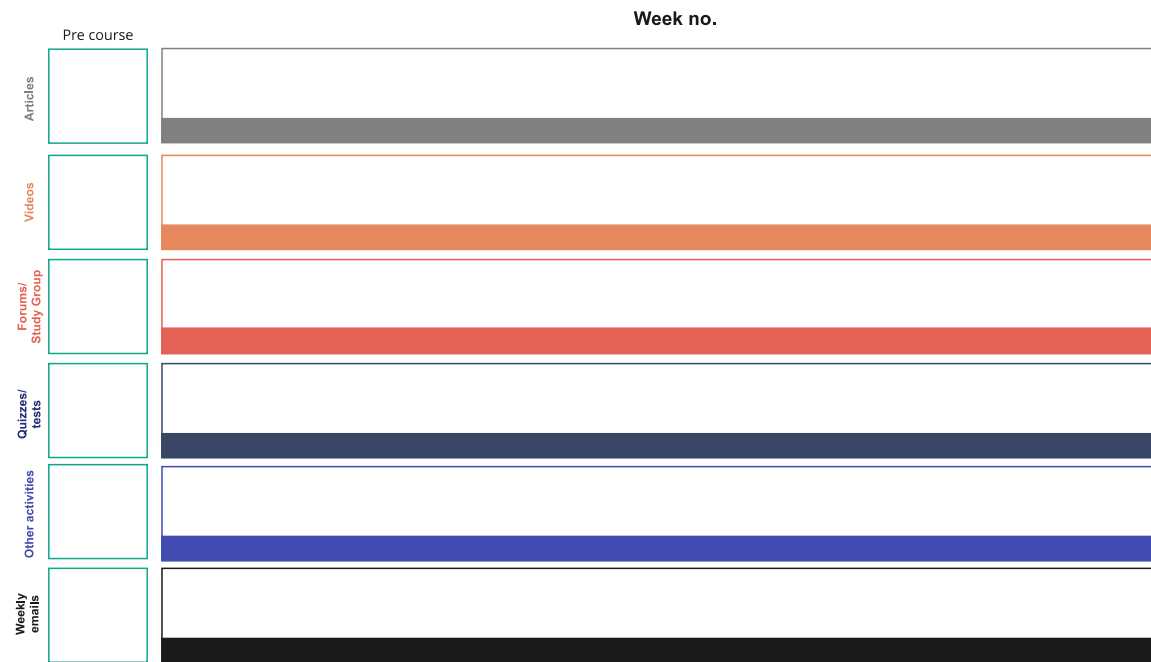 Week no.
Pre course
Articles
Videos
Forums/
Study Group
Quizzes/
tests
Other activities
Weekly
emails